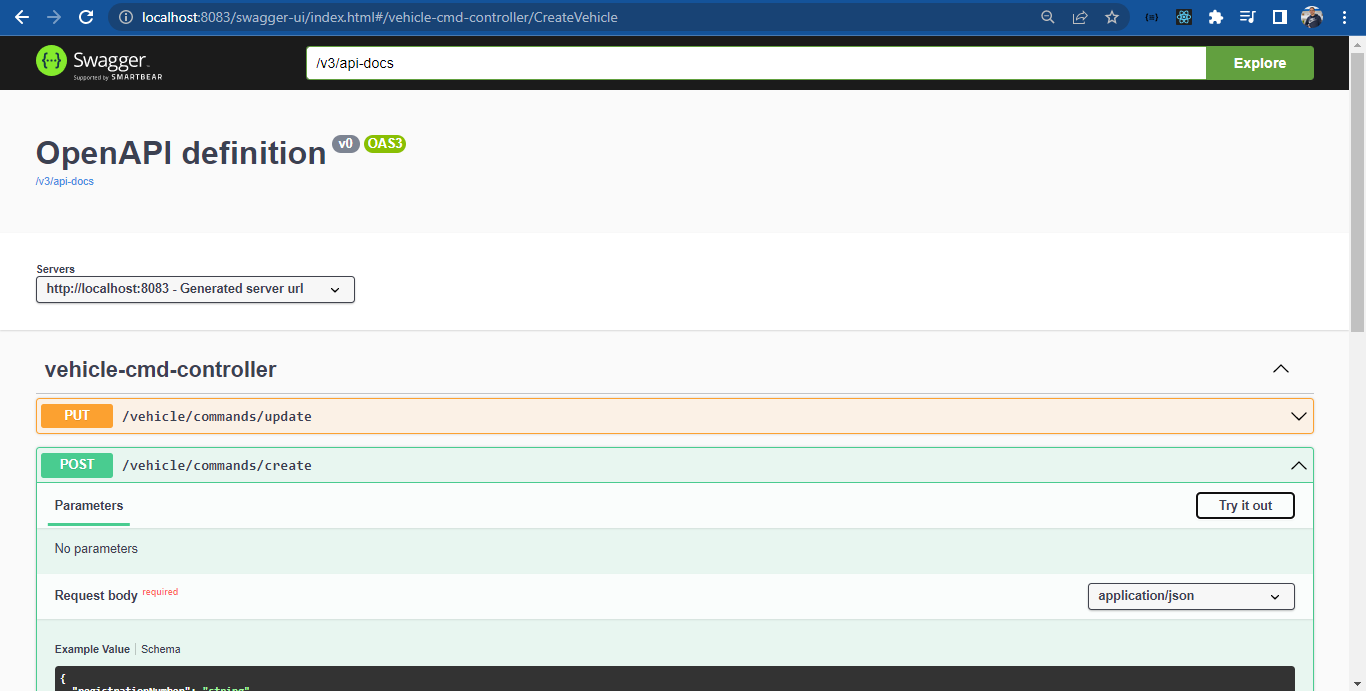 localhost:8083/swagger-ui/index.html#/vehicle-cmd-controller/CreateVehicle
Swagger
Supported by SMARTBEAR
/v3/api-docs
Explore
OpenAPI definition v0 OAS3
/v3/api-docs
Servers
http://localhost:8083 - Generated server url
vehicle-cmd-controller
PUT /vehicle/commands/update
POST /vehicle/commands/create
Parameters
Try it out
No parameters
Request body required
application/json
Example Value | Schema
{
"registrationNumber": "string"